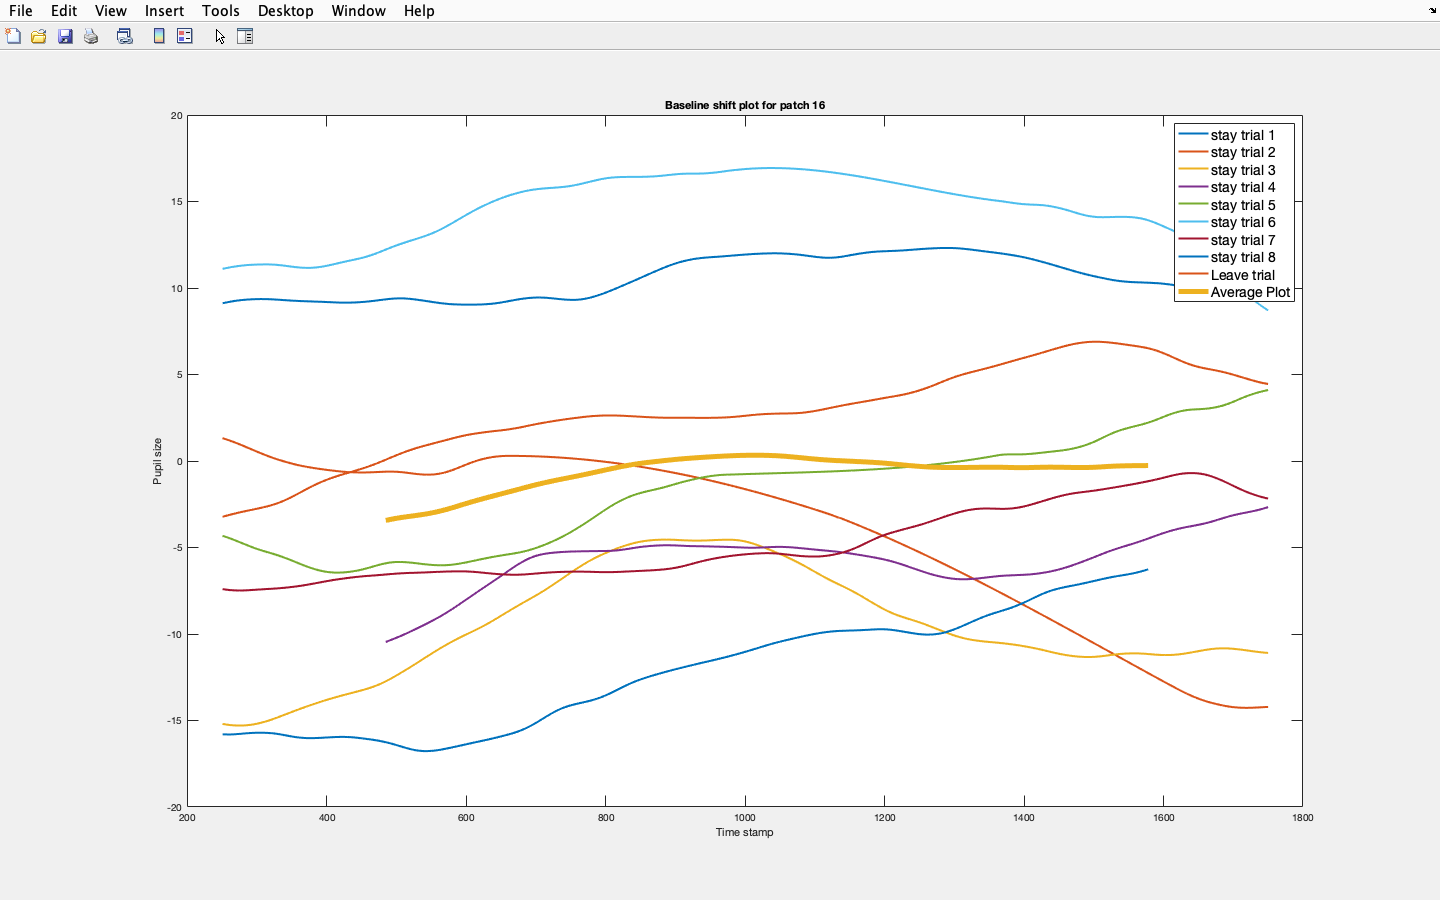 File Edit View Insert Tools Desktop Window Help
Baseline shift plot for patch 16
20
15
10
5
0
-5
-10
-15
-20
Pupil size
200 400 600 800 1000 1200 1400 1600 1800
Time stamp
stay trial 1
stay trial 2
stay trial 3
stay trial 4
stay trial 5
stay trial 6
stay trial 7
stay trial 8
Leave trial
Average Plot